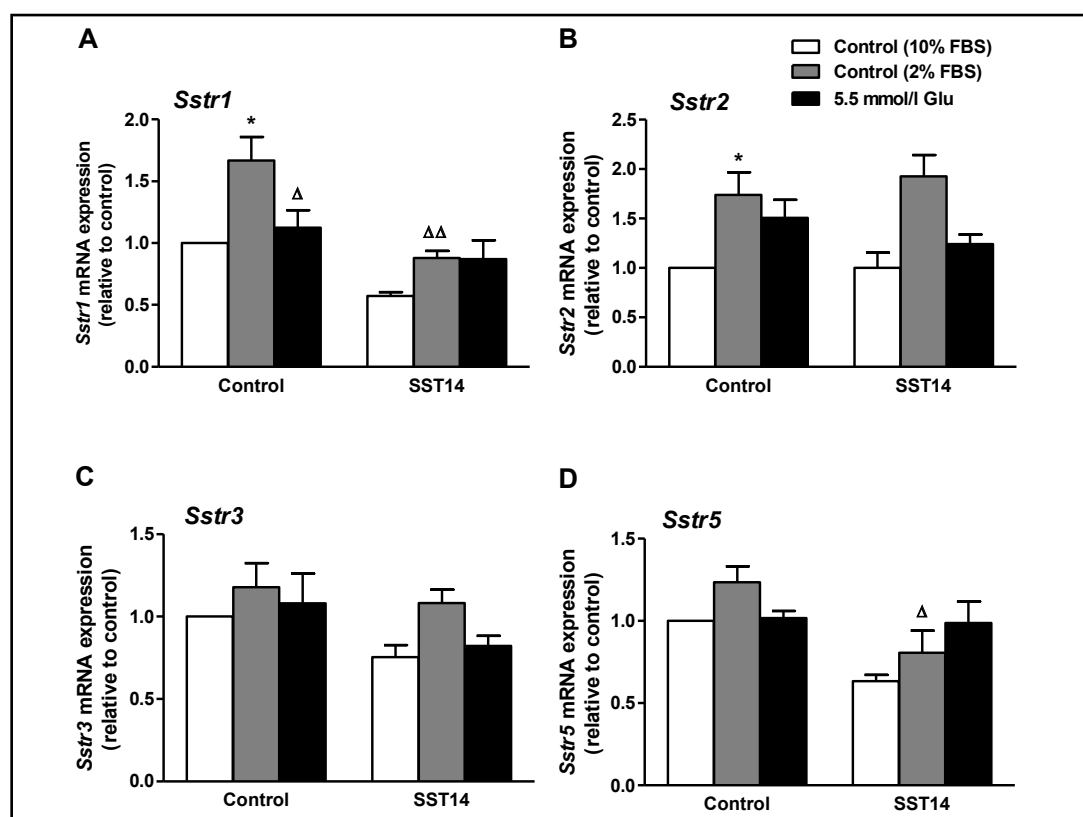 A
Sstr1
Sstr1 mRNA expression
(relative to control)
2.0
*
1.5
Δ
ΔΔ
1.0
0.5
0.0
Control
SST14
B
Control (10% FBS)
Control (2% FBS)
5.5 mmol/l Glu
Sstr2
Sstr2 mRNA expression
(relative to control)
2.5
2.0
*
1.5
1.0
0.5
0.0
Control
SST14
C
Sstr3
Sstr3 mRNA expression
(relative to control)
1.5
1.0
0.5
0.0
Control
SST14
D
Sstr5
Sstr5 mRNA expression
(relative to control)
1.5
Δ
1.0
0.5
0.0
Control
SST14